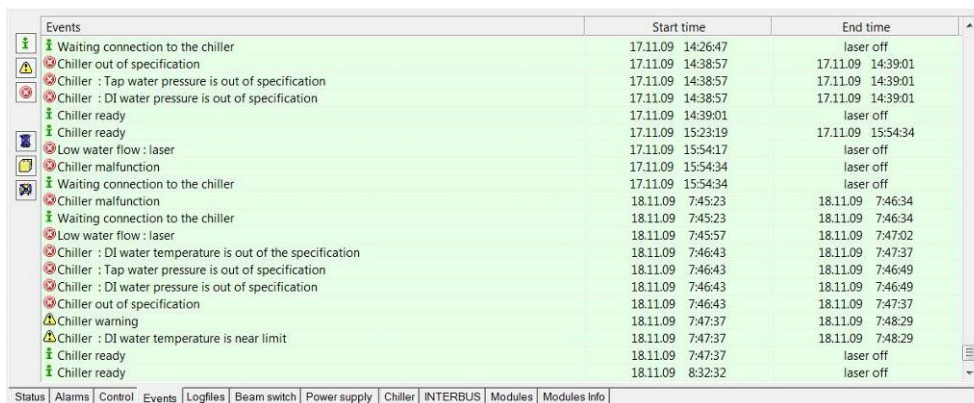 Events Start time End time
Waiting connection to the chiller 17.11.09 14:26:47 laser off
Chiller out of specification 17.11.09 14:38:57 17.11.09 14:39:01
Chiller : Tap water pressure is out of specification 17.11.09 14:38:57 17.11.09 14:39:01
Chiller : DI water pressure is out of specification 17.11.09 14:38:57 17.11.09 14:39:01
Chiller ready 17.11.09 14:39:01 laser off
Chiller ready 17.11.09 15:23:19 17.11.09 15:54:34
Low water flow : laser 17.11.09 15:54:17 laser off
Chiller malfunction 17.11.09 15:54:34 laser off
Waiting connection to the chiller 17.11.09 15:54:34 laser off
Chiller malfunction 18.11.09 7:45:23 18.11.09 7:46:34
Waiting connection to the chiller 18.11.09 7:45:23 18.11.09 7:46:34
Low water flow : laser 18.11.09 7:45:57 18.11.09 7:47:02
Chiller : DI water temperature is out of the specification 18.11.09 7:46:43 18.11.09 7:47:37
Chiller : Tap water pressure is out of specification 18.11.09 7:46:43 18.11.09 7:46:49
Chiller : DI water pressure is out of specification 18.11.09 7:46:43 18.11.09 7:46:49
Chiller out of specification 18.11.09 7:46:43 18.11.09 7:47:37
Chiller warning 18.11.09 7:47:37 18.11.09 7:48:29
Chiller : DI water temperature is near limit 18.11.09 7:47:37 18.11.09 7:48:29
Chiller ready 18.11.09 7:47:37 laser off
Chiller ready 18.11.09 8:32:32 laser off
Status Alarms Control Events Logfiles Beam switch Power supply Chiller INTERBUS Modules Modules Info